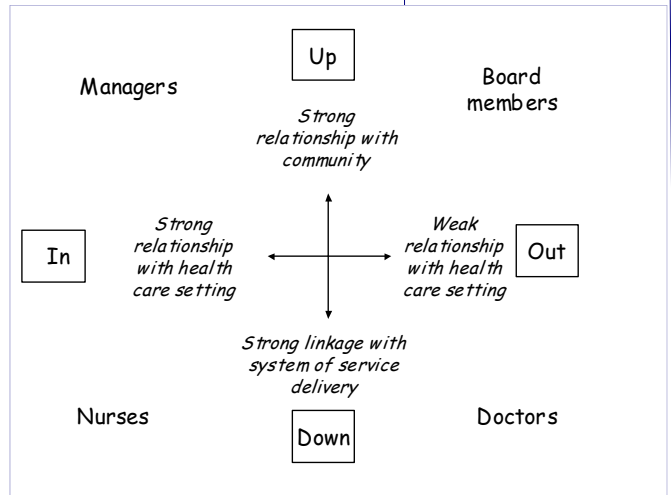 Up
Managers
Board
members
Strong
relationship with
community
In
Strong
relationship
with health
care setting
Weak
relationship
with health
care setting
Out
Strong linkage with
system of service
delivery
Nurses
Down
Doctors